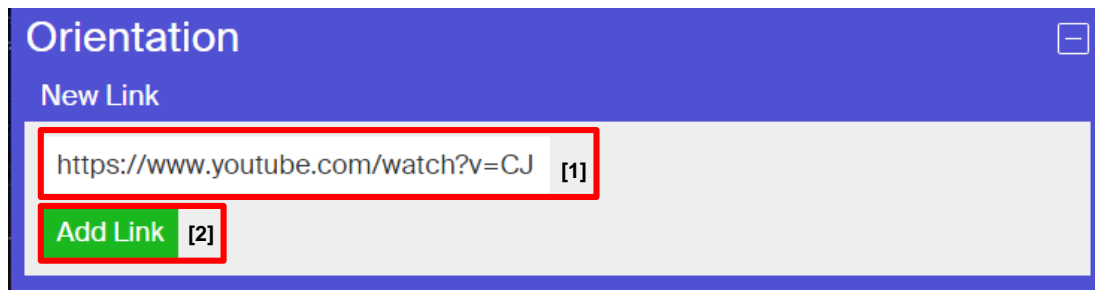 Orientation
New Link
https://www.youtube.com/watch?v=CJ [1]
Add Link [2]